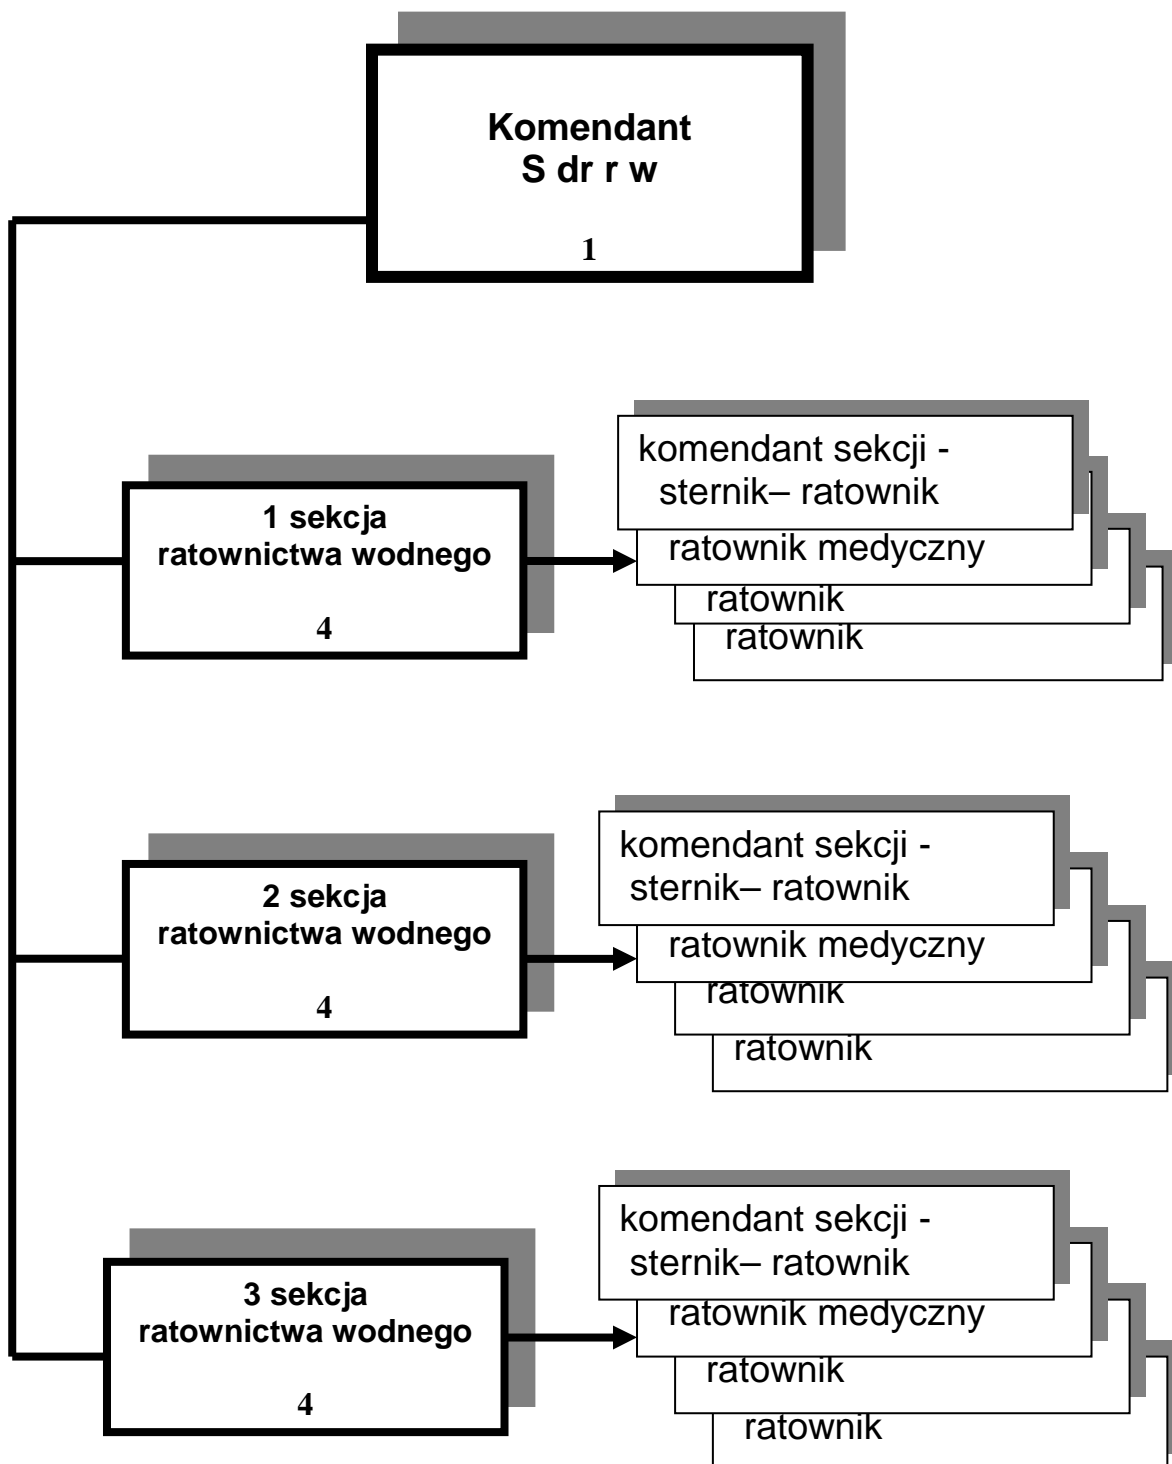 Komendant
S dr r w
1
komendant sekcji -
sternik– ratownik
1 sekcja
ratownictwa wodnego
4
ratownik medyczny
ratownik
ratownik
komendant sekcji -
sternik– ratownik
2 sekcja
ratownictwa wodnego
4
ratownik medyczny
ratownik
ratownik
komendant sekcji -
sternik– ratownik
3 sekcja
ratownictwa wodnego
4
ratownik medyczny
ratownik
ratownik